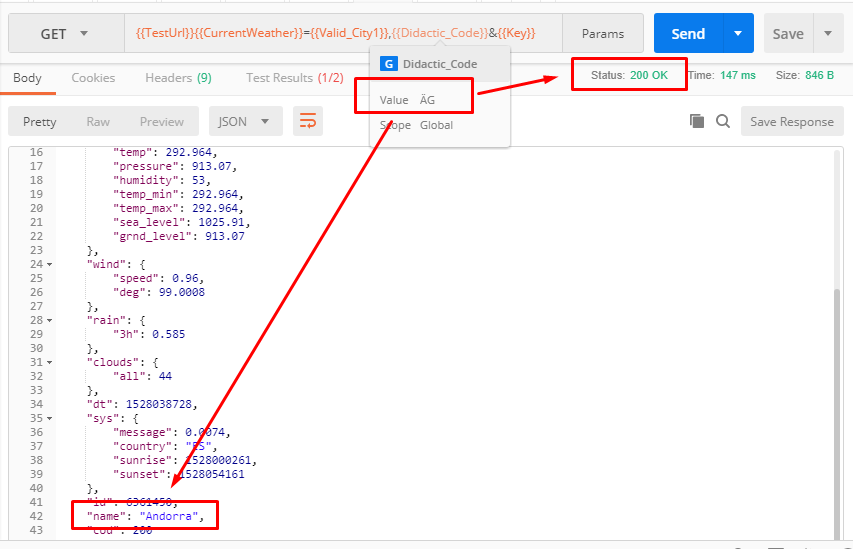 GET {{TestUrl}}{{CurrentWeather}}={{Valid_City1}},{{Didactic_Code}}&{{Key}} Params Send Save
G Didactic_Code
Value ÄG
Scope Global
Body Cookies Headers (9) Test Results (1/2) Status: 200 OK Time: 147 ms Size: 846 B
Pretty Raw Preview JSON Save Response
16 "temp": 292.964,
17 "pressure": 913.07,
18 "humidity": 53,
19 "temp_min": 292.964,
20 "temp_max": 292.964,
21 "sea_level": 1025.91,
22 "grnd_level": 913.07
23 },
24 "wind": {
25 "speed": 0.96,
26 "deg": 99.0008
27 },
28 "rain": {
29 "3h": 0.585
30 },
31 "clouds": {
32 "all": 44
33 },
34 "dt": 1528038728,
35 "sys": {
36 "message": 0.0074,
37 "country": "ES",
38 "sunrise": 1528000261,
39 "sunset": 1528054161
40 },
41 "id": 6361458,
42 "name": "Andorra",
43 "cod": 200